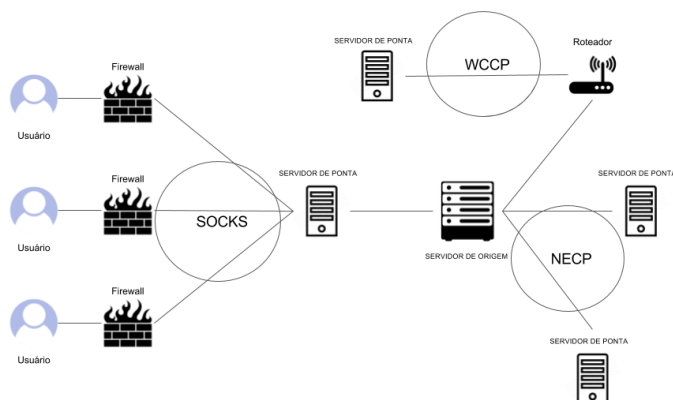 SERVIDOR DE PONTA
WCCP
Roteador
Firewall
Usuário
Firewall
SERVIDOR DE PONTA
SERVIDOR DE PONTA
SOCKS
Usuário
SERVIDOR DE ORIGEM
NECP
Firewall
SERVIDOR DE PONTA
Usuário